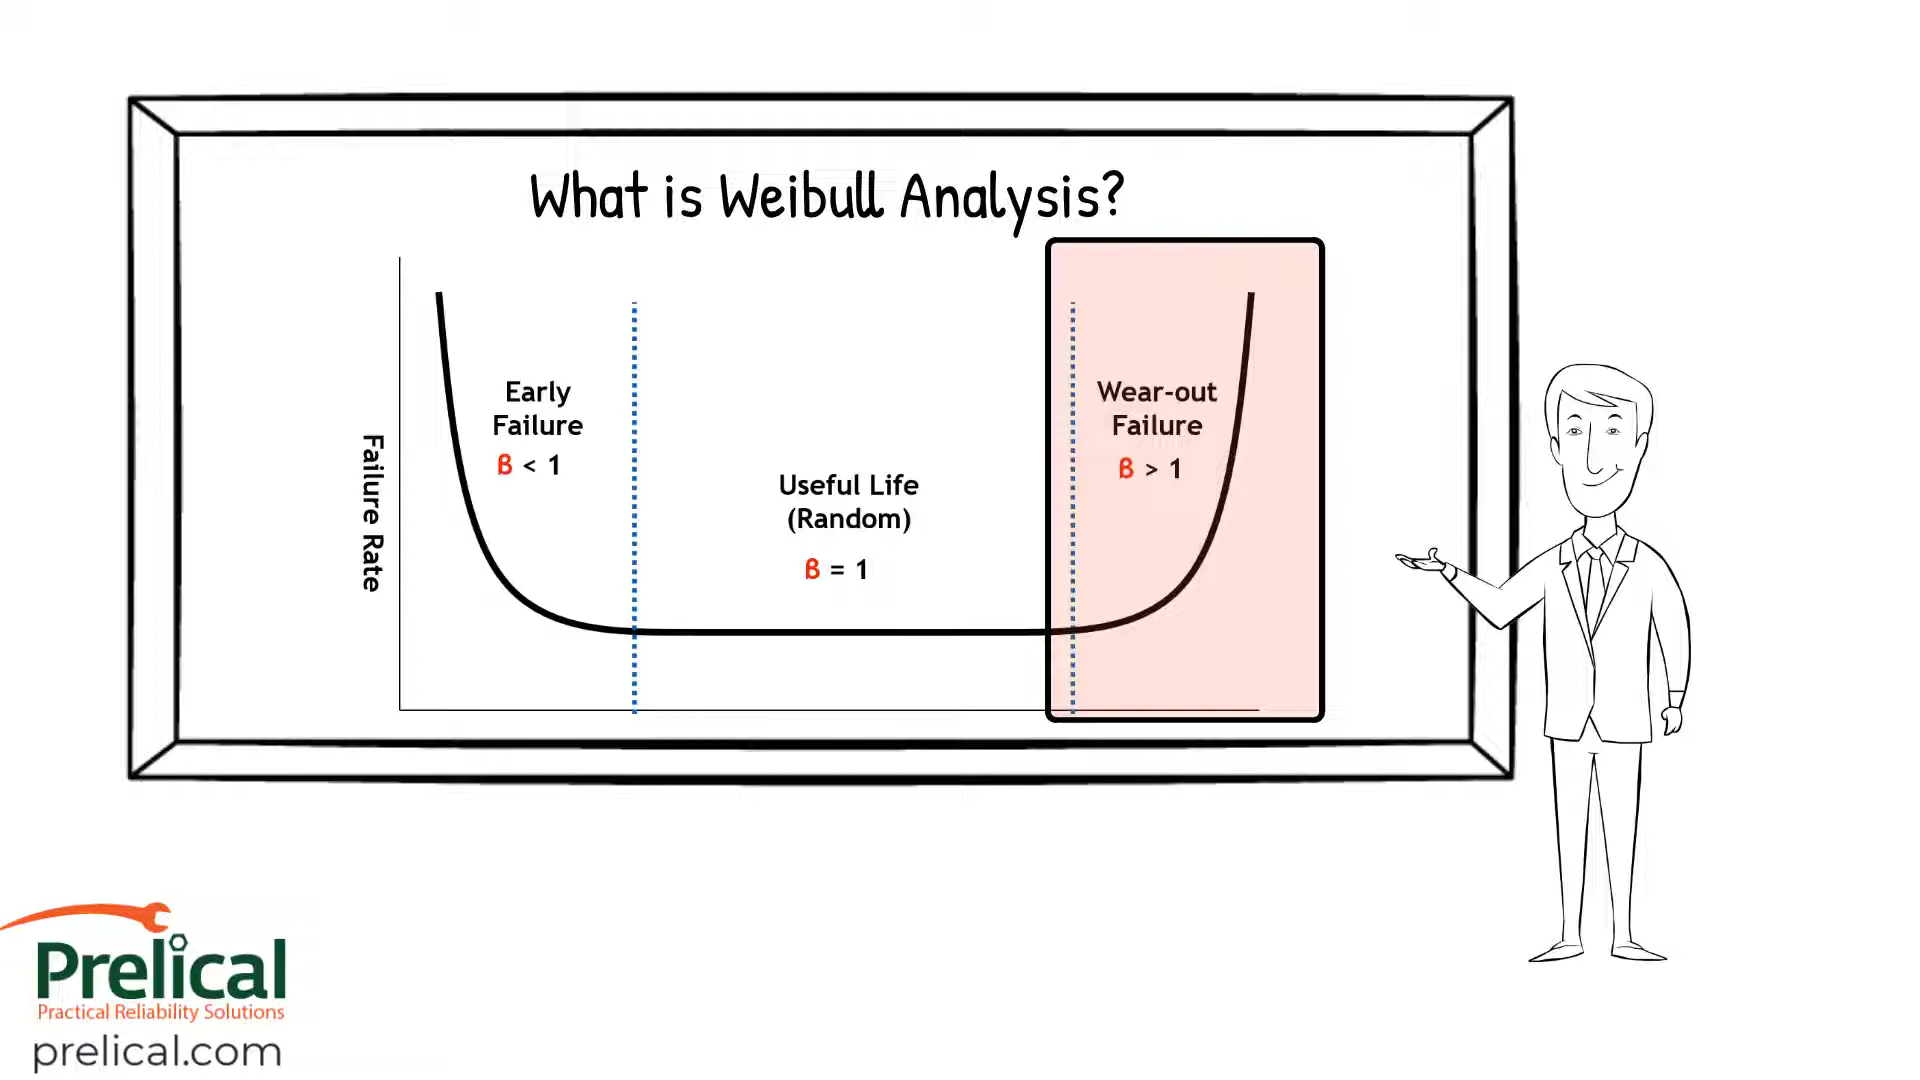 What is Weibull Analysis?
Early
Failure
ß < 1
Useful Life
(Random)
ß = 1
Wear-out
Failure
ß > 1
Failure Rate
Prelical
Practical Reliability Solutions
prelical.com